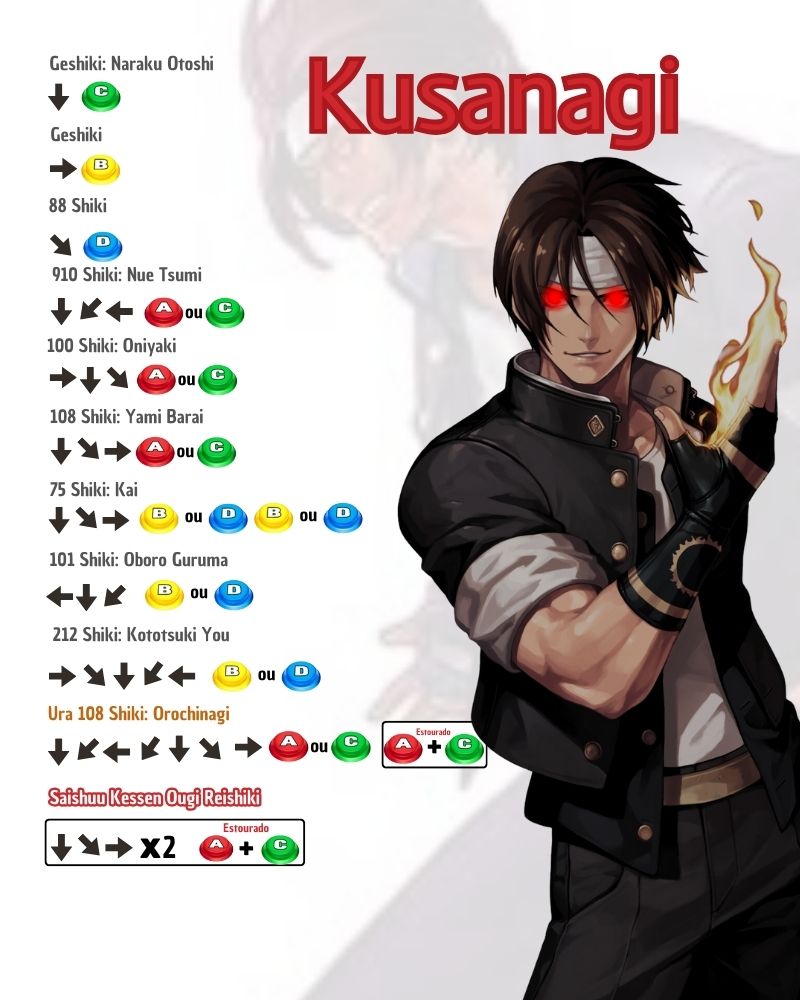 Kusanagi
Geshiki: Naraku Otoshi
↓ C
Geshiki
→ B
88 Shiki
↘ D
910 Shiki: Nue Tsumi
↓ ↙ ← A ou C
100 Shiki: Oniyaki
→ ↓ ↘ A ou C
108 Shiki: Yami Barai
↓ ↘ → A ou C
75 Shiki: Kai
↓ ↘ → B ou D B ou D
101 Shiki: Oboro Guruma
← ↓ ↙ B ou D
212 Shiki: Kototsuki You
→ ↘ ↓ ↙ ← B ou D
Ura 108 Shiki: Orochinagi
↓ ↙ ← ↙ ↓ ↘ → A ou C
Estourado
A + C
Saishuu Kessen Ougi Reishiki
↓ ↘ → x2
Estourado
A + C